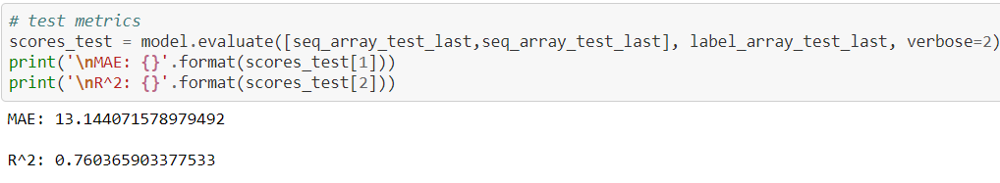 # test metrics
scores_test = model.evaluate([seq_array_test_last,seq_array_test_last], label_array_test_last, verbose=2)
print('\nMAE: {}'.format(scores_test[1]))
print('\nR^2: {}'.format(scores_test[2]))
MAE: 13.144071578979492
R^2: 0.760365903377533